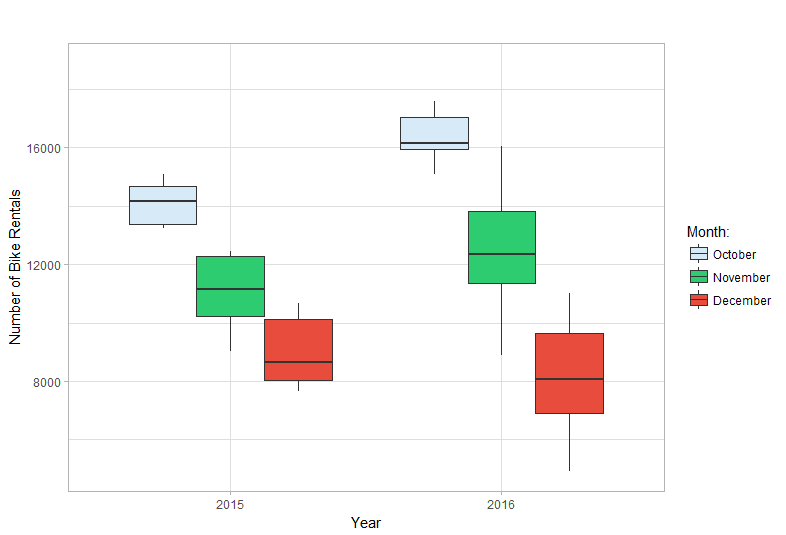 Number of Bike Rentals
16000
12000
8000
2015
2016
Year
Month:
October
November
December